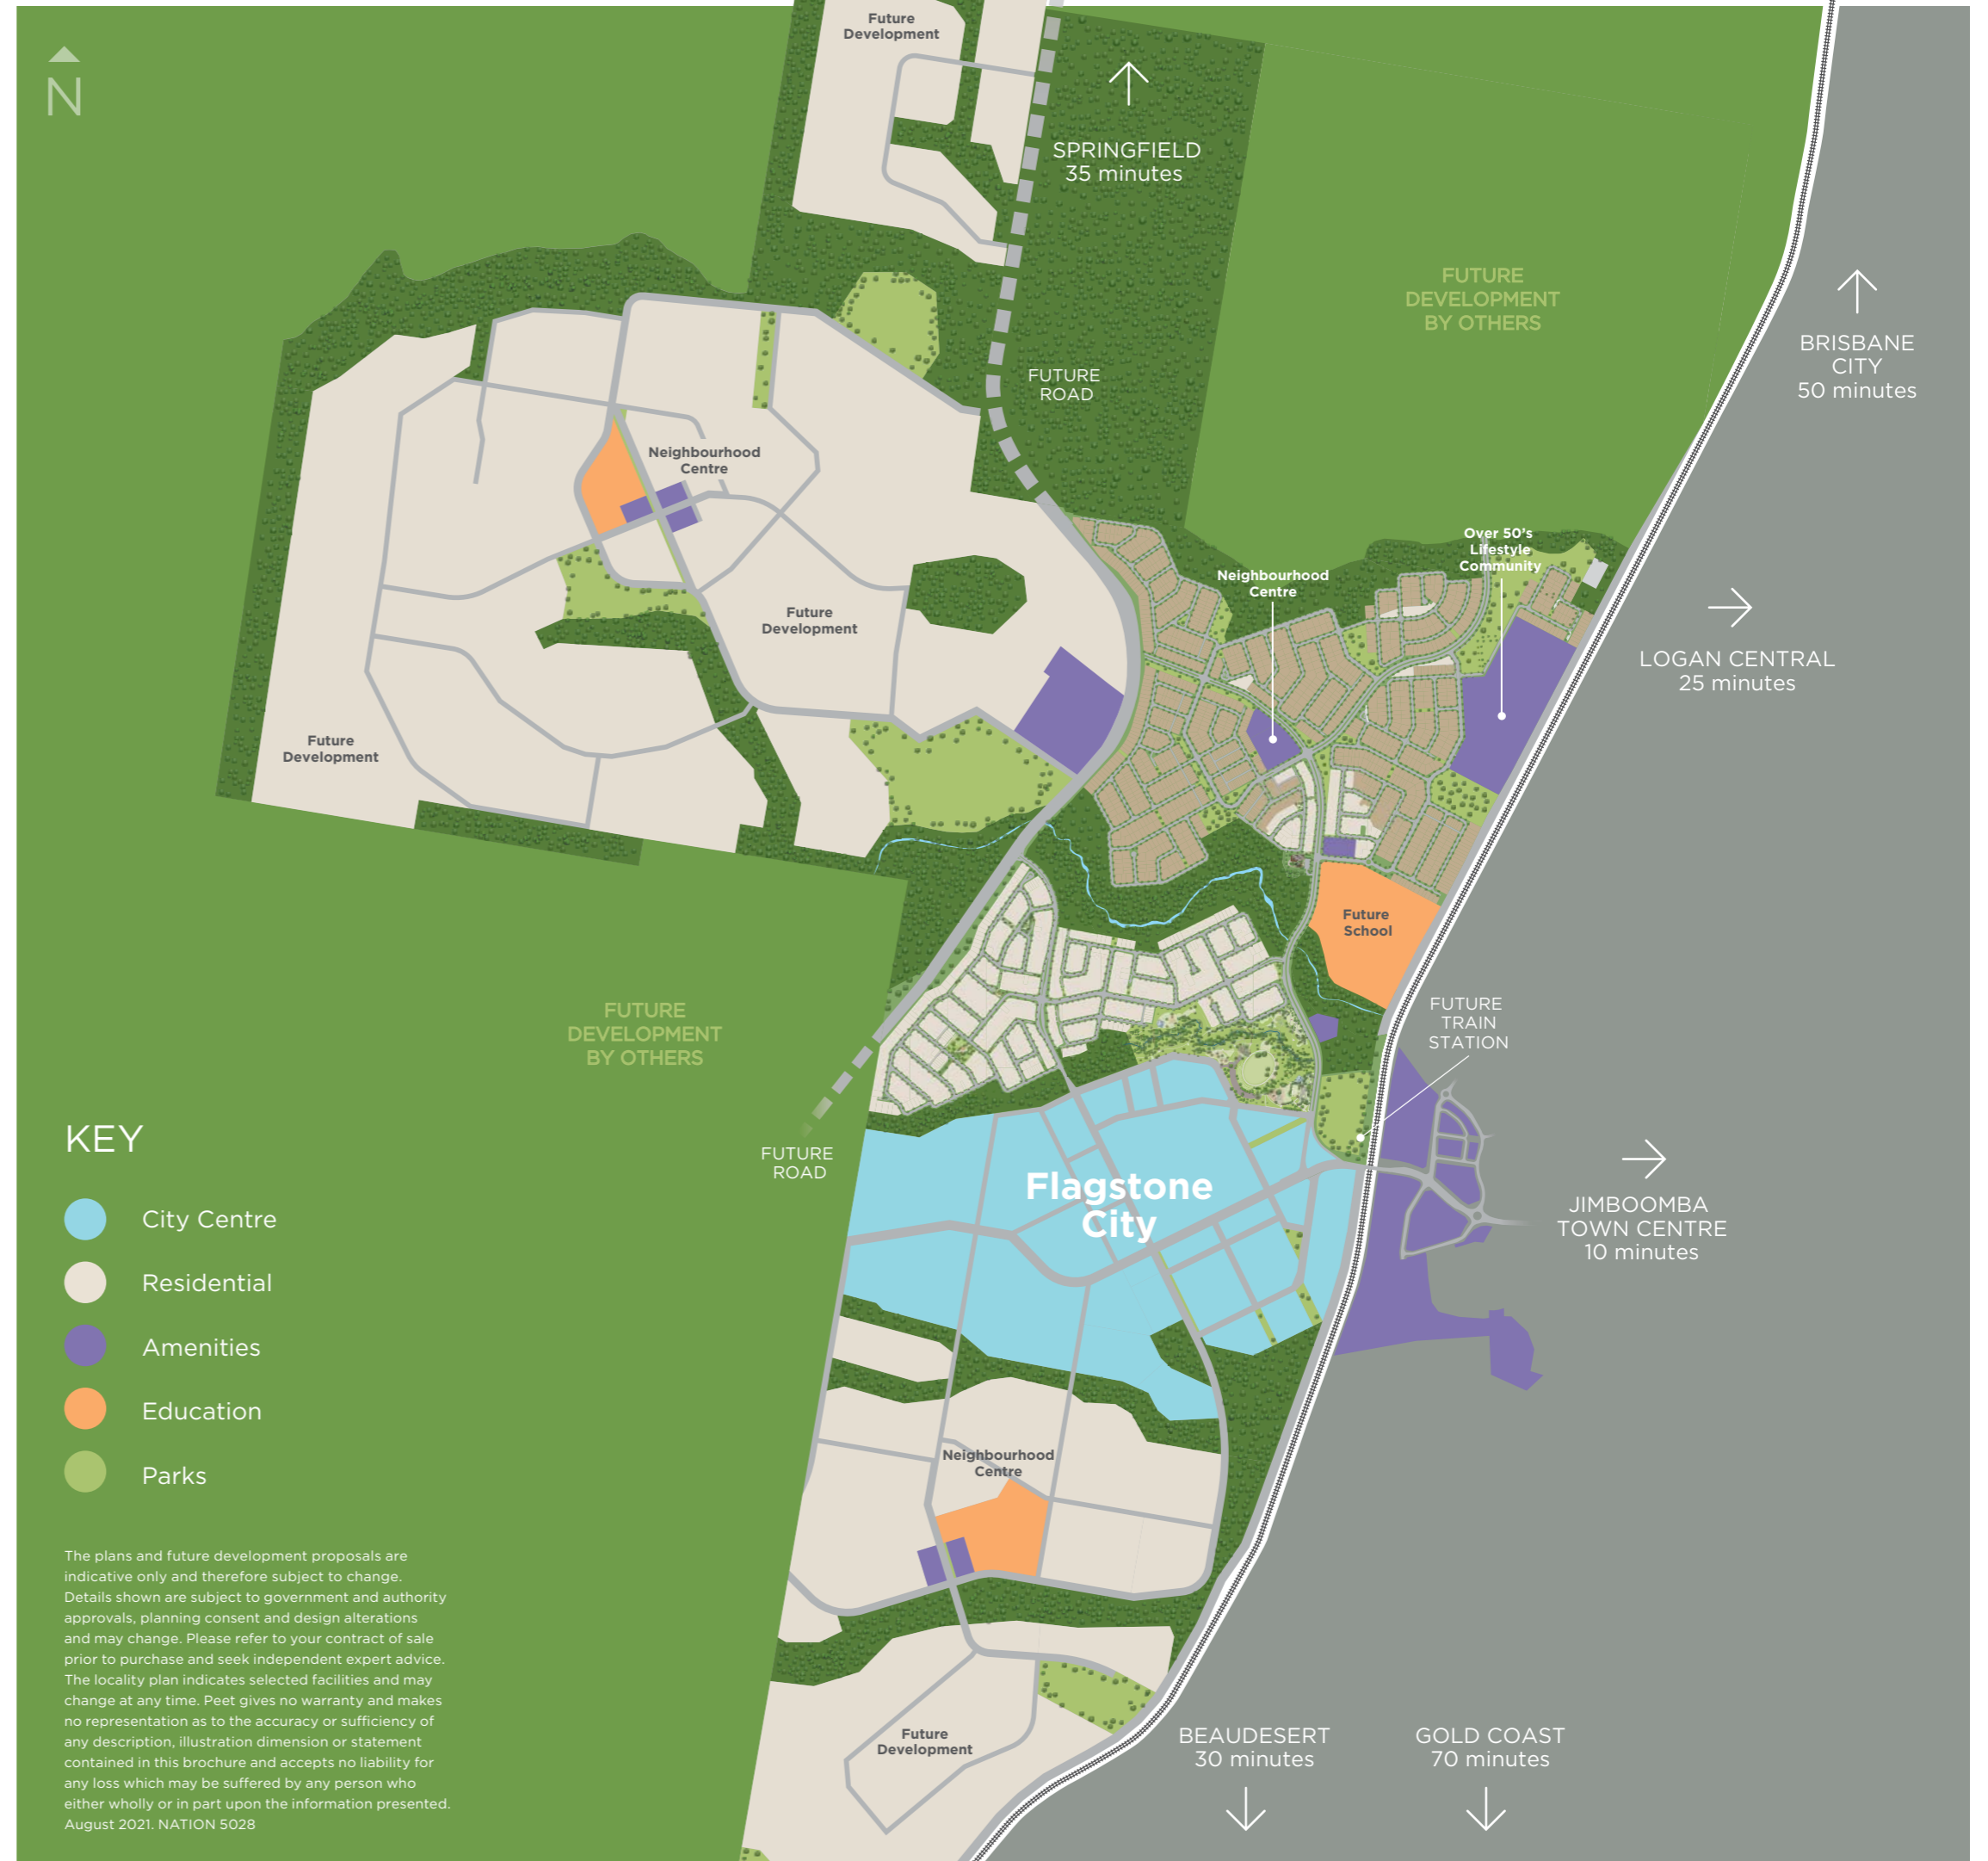 Future
Development
N
SPRINGFIELD
35 minutes
FUTURE
DEVELOPMENT
BY OTHERS
BRISBANE
CITY
50 minutes
FUTURE
ROAD
Neighbourhood
Centre
Over 50's
Lifestyle
Community
Neighbourhood
Centre
Future
Development
LOGAN CENTRAL
25 minutes
Future
Development
Future
School
FUTURE
DEVELOPMENT
BY OTHERS
FUTURE
TRAIN
STATION
FUTURE
ROAD
Flagstone
City
JIMBOOMBA
TOWN CENTRE
10 minutes
KEY
City Centre
Residential
Amenities
Education
Parks
Neighbourhood
Centre
The plans and future development proposals are
indicative only and therefore subject to change.
Details shown are subject to government and authority
approvals, planning consent and design alterations
and may change. Please refer to your contract of sale
prior to purchase and seek independent expert advice.
The locality plan indicates selected facilities and may
change at any time. Peet gives no warranty and makes
no representation as to the accuracy or sufficiency of
any description, illustration dimension or statement
contained in this brochure and accepts no liability for
any loss which may be suffered by any person who
either wholly or in part upon the information presented.
August 2021. NATION 5028
Future
Development
BEAUDESERT
30 minutes
GOLD COAST
70 minutes